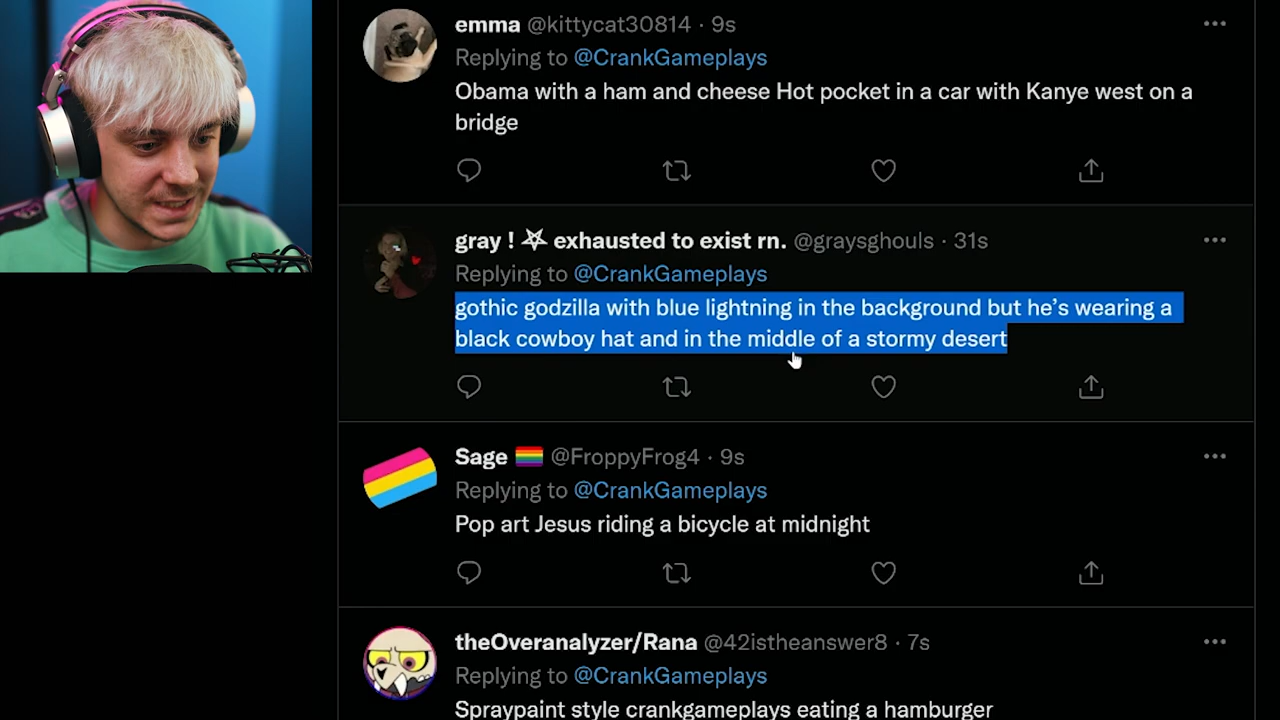 emma @kittycat30814 · 9s
Replying to @CrankGameplays
Obama with a ham and cheese Hot pocket in a car with Kanye west on a
bridge
gray ! ⛧ exhausted to exist rn. @graysghouls · 31s
Replying to @CrankGameplays
gothic godzilla with blue lightning in the background but he’s wearing a
black cowboy hat and in the middle of a stormy desert
Sage 🏳️‍🌈 @FroppyFrog4 · 9s
Replying to @CrankGameplays
Pop art Jesus riding a bicycle at midnight
theOveranalyzer/Rana @42istheanswer8 · 7s
Replying to @CrankGameplays
Spraypaint style crankgameplays eating a hamburger